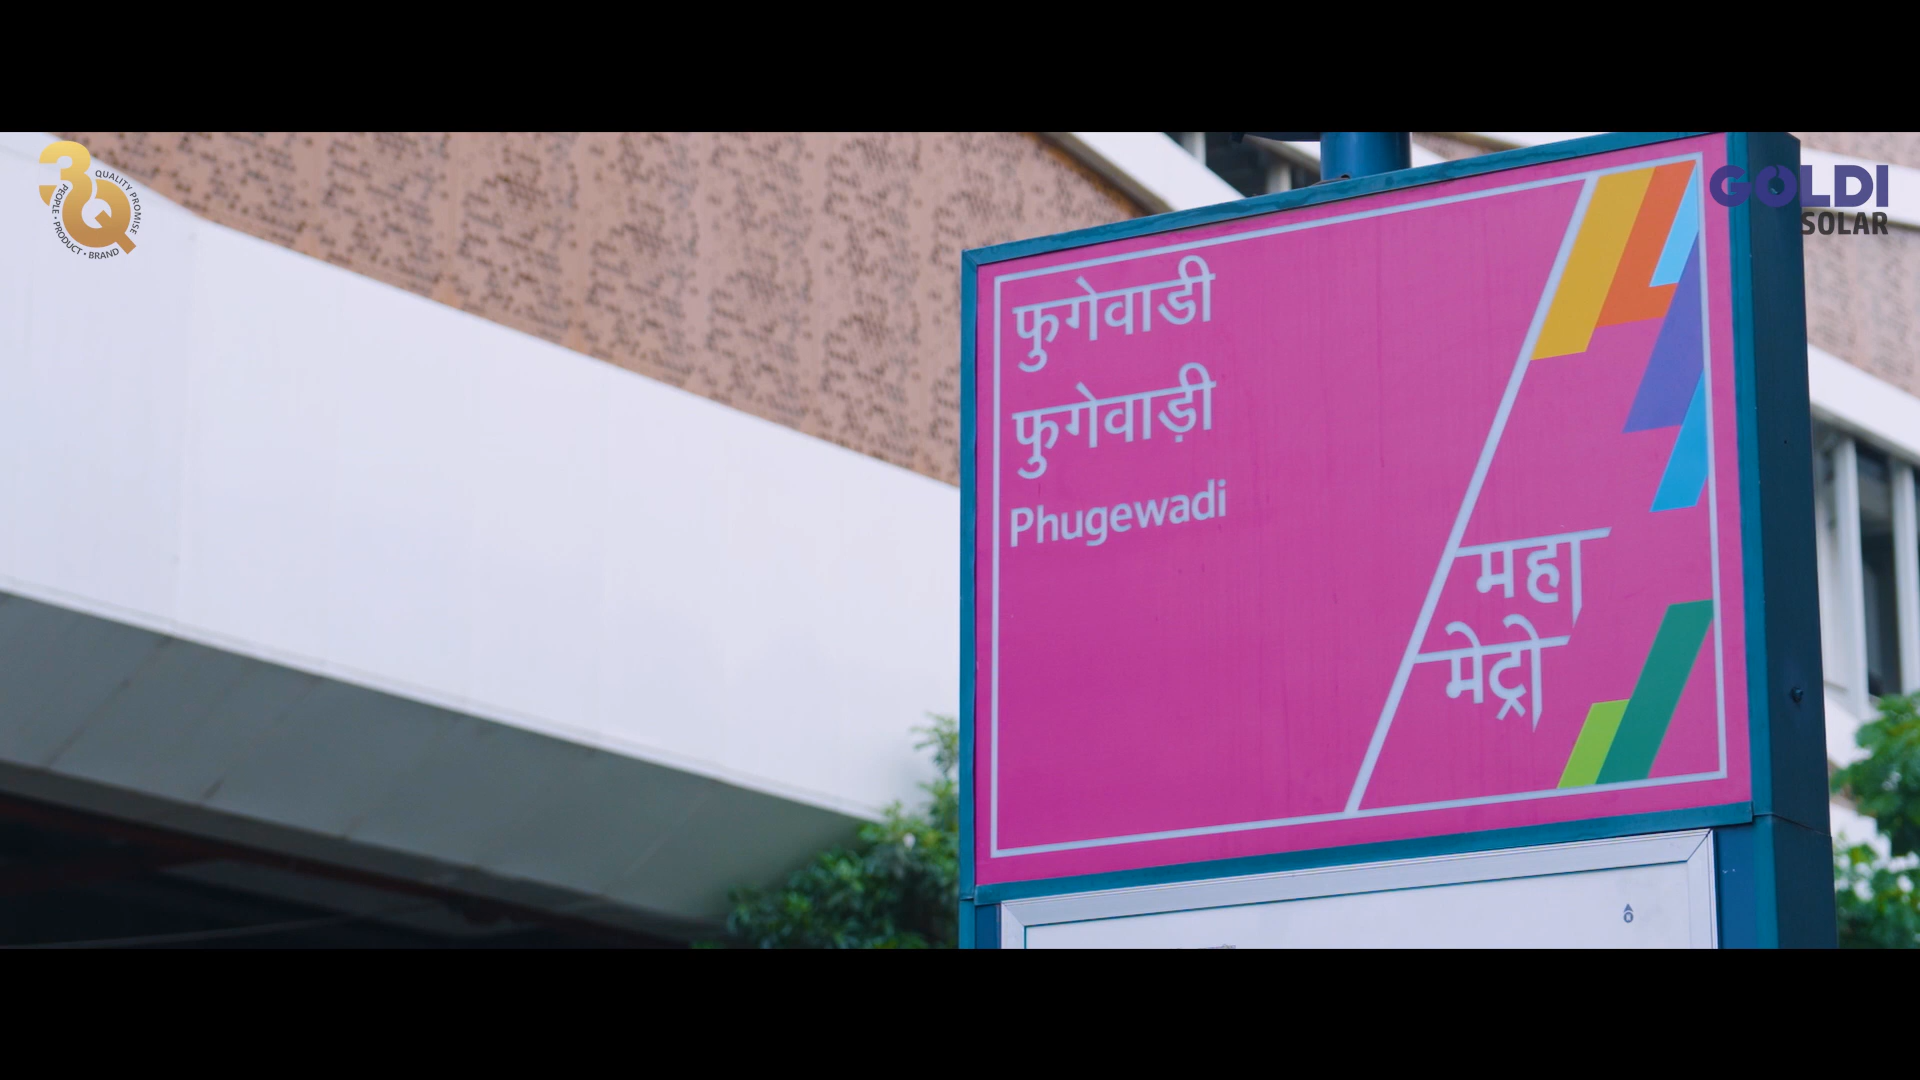 3Q
QUALITY PROMISE
PEOPLE • PRODUCT • BRAND
GOLDI
SOLAR
फुगेवाडी
फुगेवाड़ी
Phugewadi
महा
मेट्रो